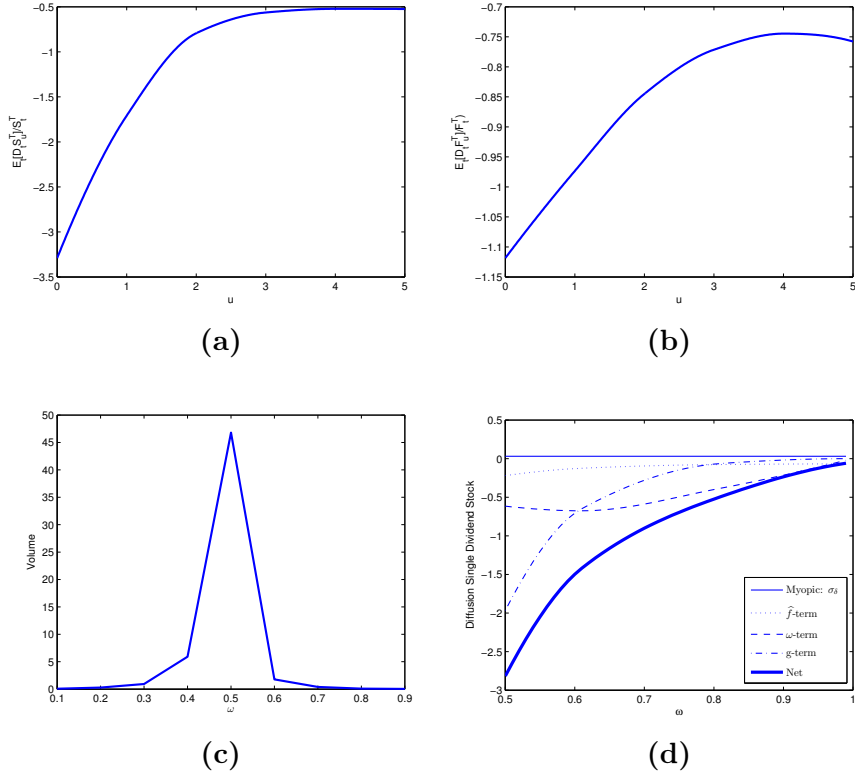 -0.5
-1
-1.5
-2
-2.5
-3
-3.5
0 1 2 3 4 5
u
E_t[D_tS_u^T]/S_t^T
(a)
-0.7
-0.75
-0.8
-0.85
-0.9
-0.95
-1
-1.05
-1.1
-1.15
0 1 2 3 4 5
u
E_t[D_tF_u^T]/F_t^T)
(b)
50
45
40
35
30
25
20
15
10
5
0
0.1 0.2 0.3 0.4 0.5 0.6 0.7 0.8 0.9
ω
Volume
(c)
0.5
0
-0.5
-1
-1.5
-2
-2.5
-3
0.5 0.6 0.7 0.8 0.9 1
ω
Diffusion Single Dividend Stock
Myopic: σ_δ
f̂-term
ω-term
g-term
Net
(d)